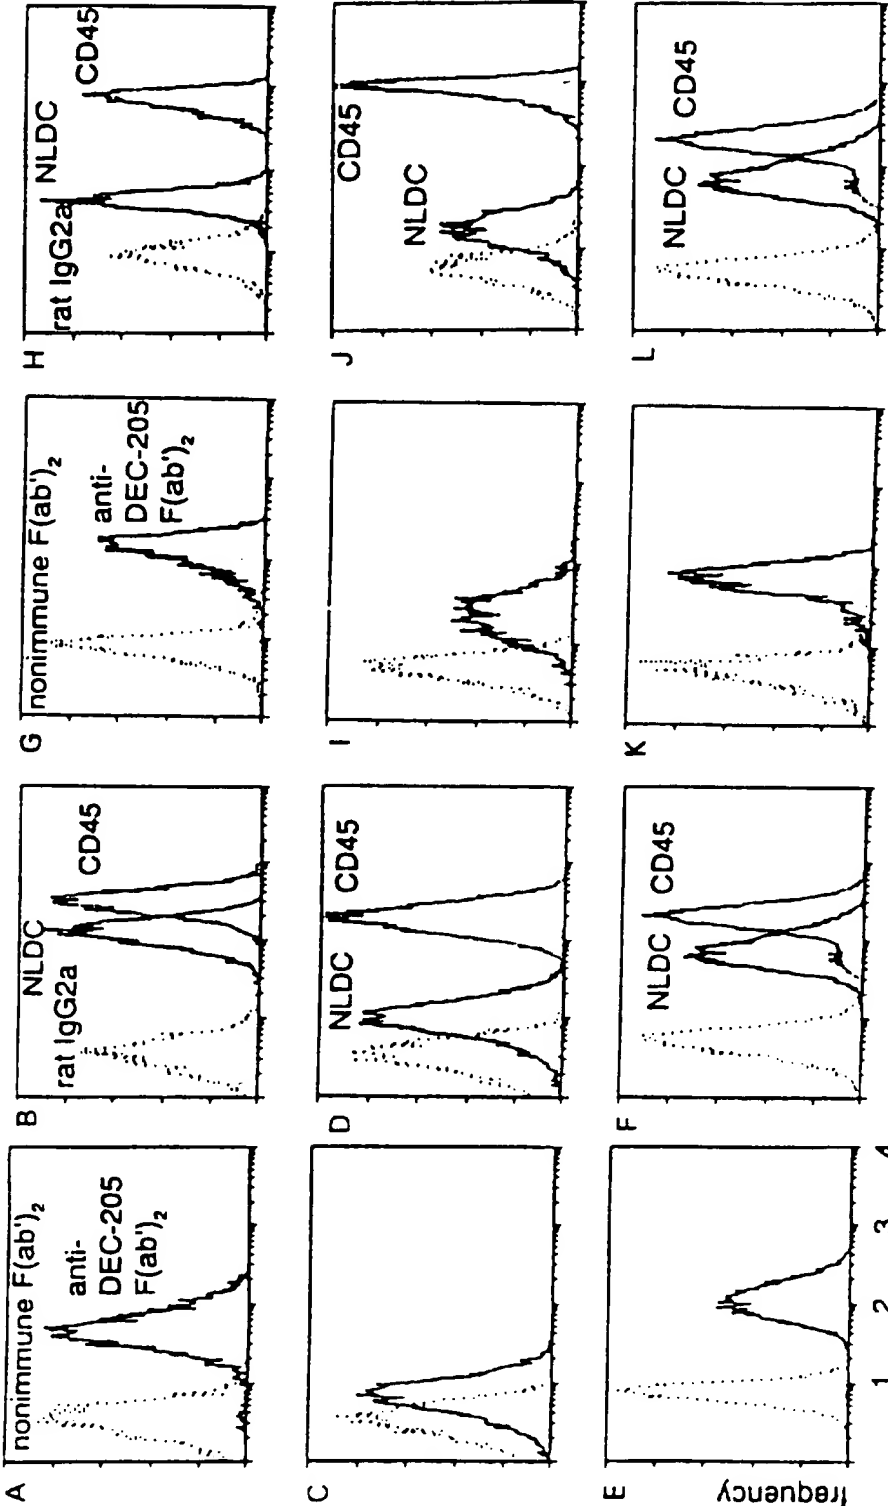 A
nonimmune F(ab')₂
anti-
DEC-205
F(ab')₂
B
NLDC
rat IgG2a
CD45
G
nonimmune F(ab')₂
anti-
DEC-205
F(ab')₂
H
rat IgG2a
NLDC
CD45
C
D
NLDC
CD45
I
J
NLDC
CD45
E
frequency
1
2
3
4
F
NLDC
CD45
K
L
NLDC
CD45